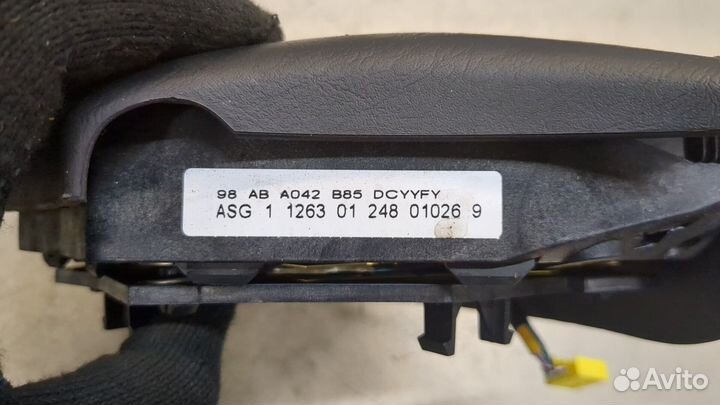 98 AB A042 B85 DCYYFY
ASG 1 1263 01 248 01026 9
Avito